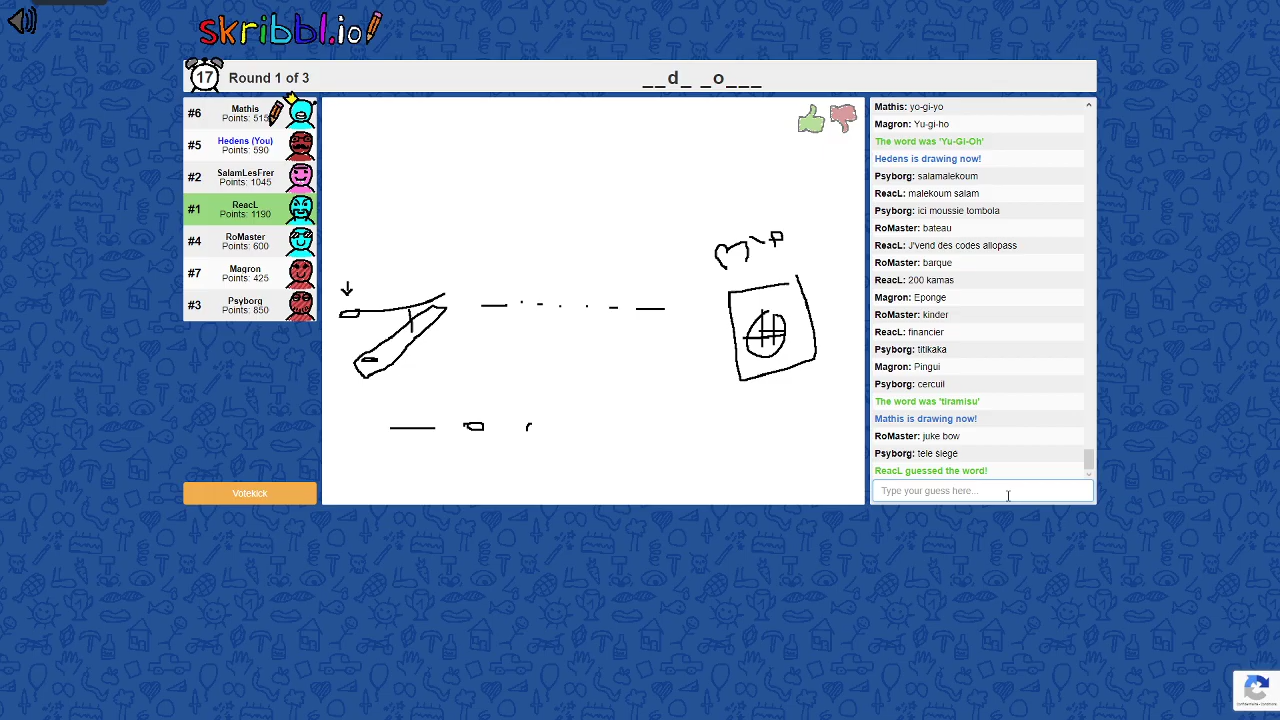 skribbl.io
17
Round 1 of 3
__d_ _o___
#6
Mathis
#5
Hedens (You)
Points: 590
#2
SalamLesFrer
Points: 1045
#1
ReacL
Points: 1190
#4
RoMaster
Points: 600
#7
Magron
Points: 425
#3
Psyborg
Points: 850
Votekick
Mathis: yo-gi-yo
Magron: Yu-gi-ho
The word was 'Yu-Gi-Oh'
Hedens is drawing now!
Psyborg: salamalekoum
ReacL: malekoum salam
Psyborg: ici moussie tombola
RoMaster: bateau
ReacL: J'vend des codes allopass
RoMaster: barque
ReacL: 200 kamas
Magron: Eponge
RoMaster: kinder
ReacL: financier
Psyborg: titikaka
Magron: Pingui
Psyborg: cercuil
The word was 'tiramisu'
Mathis is drawing now!
RoMaster: juke bow
Psyborg: tele siege
ReacL guessed the word!
Type your guess here...